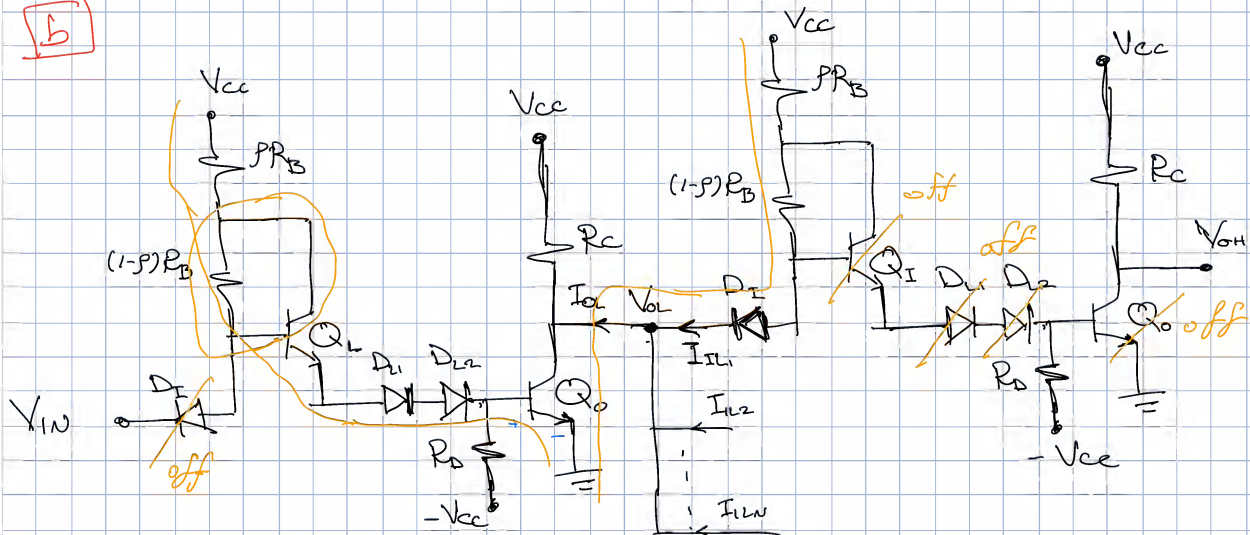 b
Vcc
ρRB
(1-ρ)RB
QL
DI
off
VIN
DL1
DL2
RD
-Vcc
Vcc
RC
IOL
VOL
QO
DI
IIL1
IIL2
IILN
Vcc
ρRB
(1-ρ)RB
off
QI
off
DL1
DL2
RD
-Vcc
Vcc
RC
VOH
QO
off